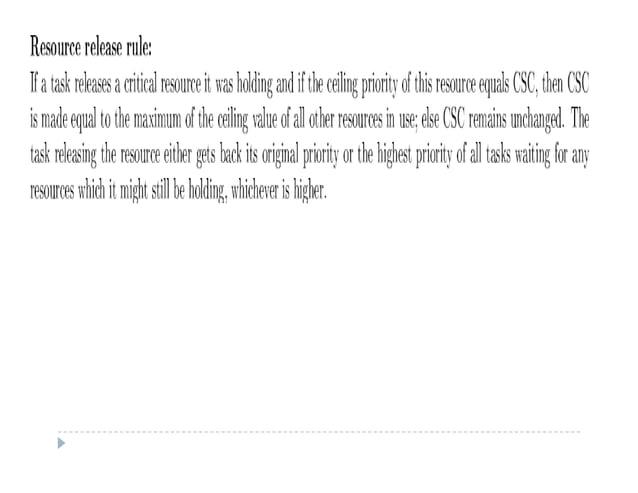 Resource release rule:
If a task releases a critical resource it was holding and if the ceiling priority of this resource equals CSC, then CSC
is made equal to the maximum of the ceiling value of all other resources in use; else CSC remains unchanged. The
task releasing the resource either gets back its original priority or the highest priority of all tasks waiting for any
resources which it might still be holding, whichever is higher.